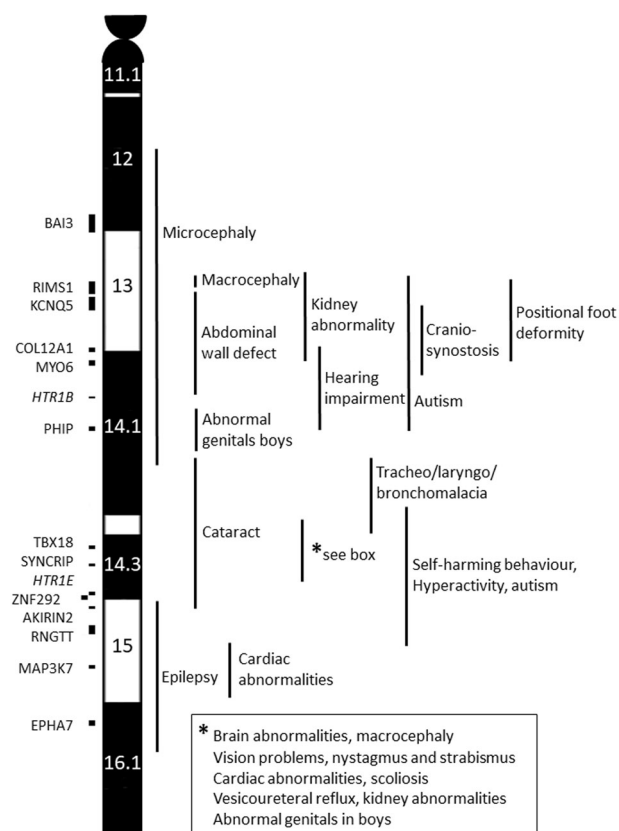 11.1
12
13
14.1
14.3
15
16.1
BAI3
RIMS1
KCNQ5
COL12A1
MYO6
HTR1B
PHIP
TBX18
SYNCRIP
HTR1E
ZNF292
AKIRIN2
RNGTT
MAP3K7
EPHA7
Microcephaly
Macrocephaly
Abdominal
wall defect
Abnormal
genitals boys
Cataract
Epilepsy
Cardiac
abnormalities
Kidney
abnormality
Hearing
impairment
Autism
Cranio-
synostosis
Positional foot
deformity
Tracheo/laryngo/
bronchomalacia
*see box
Self-harming behaviour,
Hyperactivity, autism
* Brain abnormalities, macrocephaly
Vision problems, nystagmus and strabismus
Cardiac abnormalities, scoliosis
Vesicoureteral reflux, kidney abnormalities
Abnormal genitals in boys